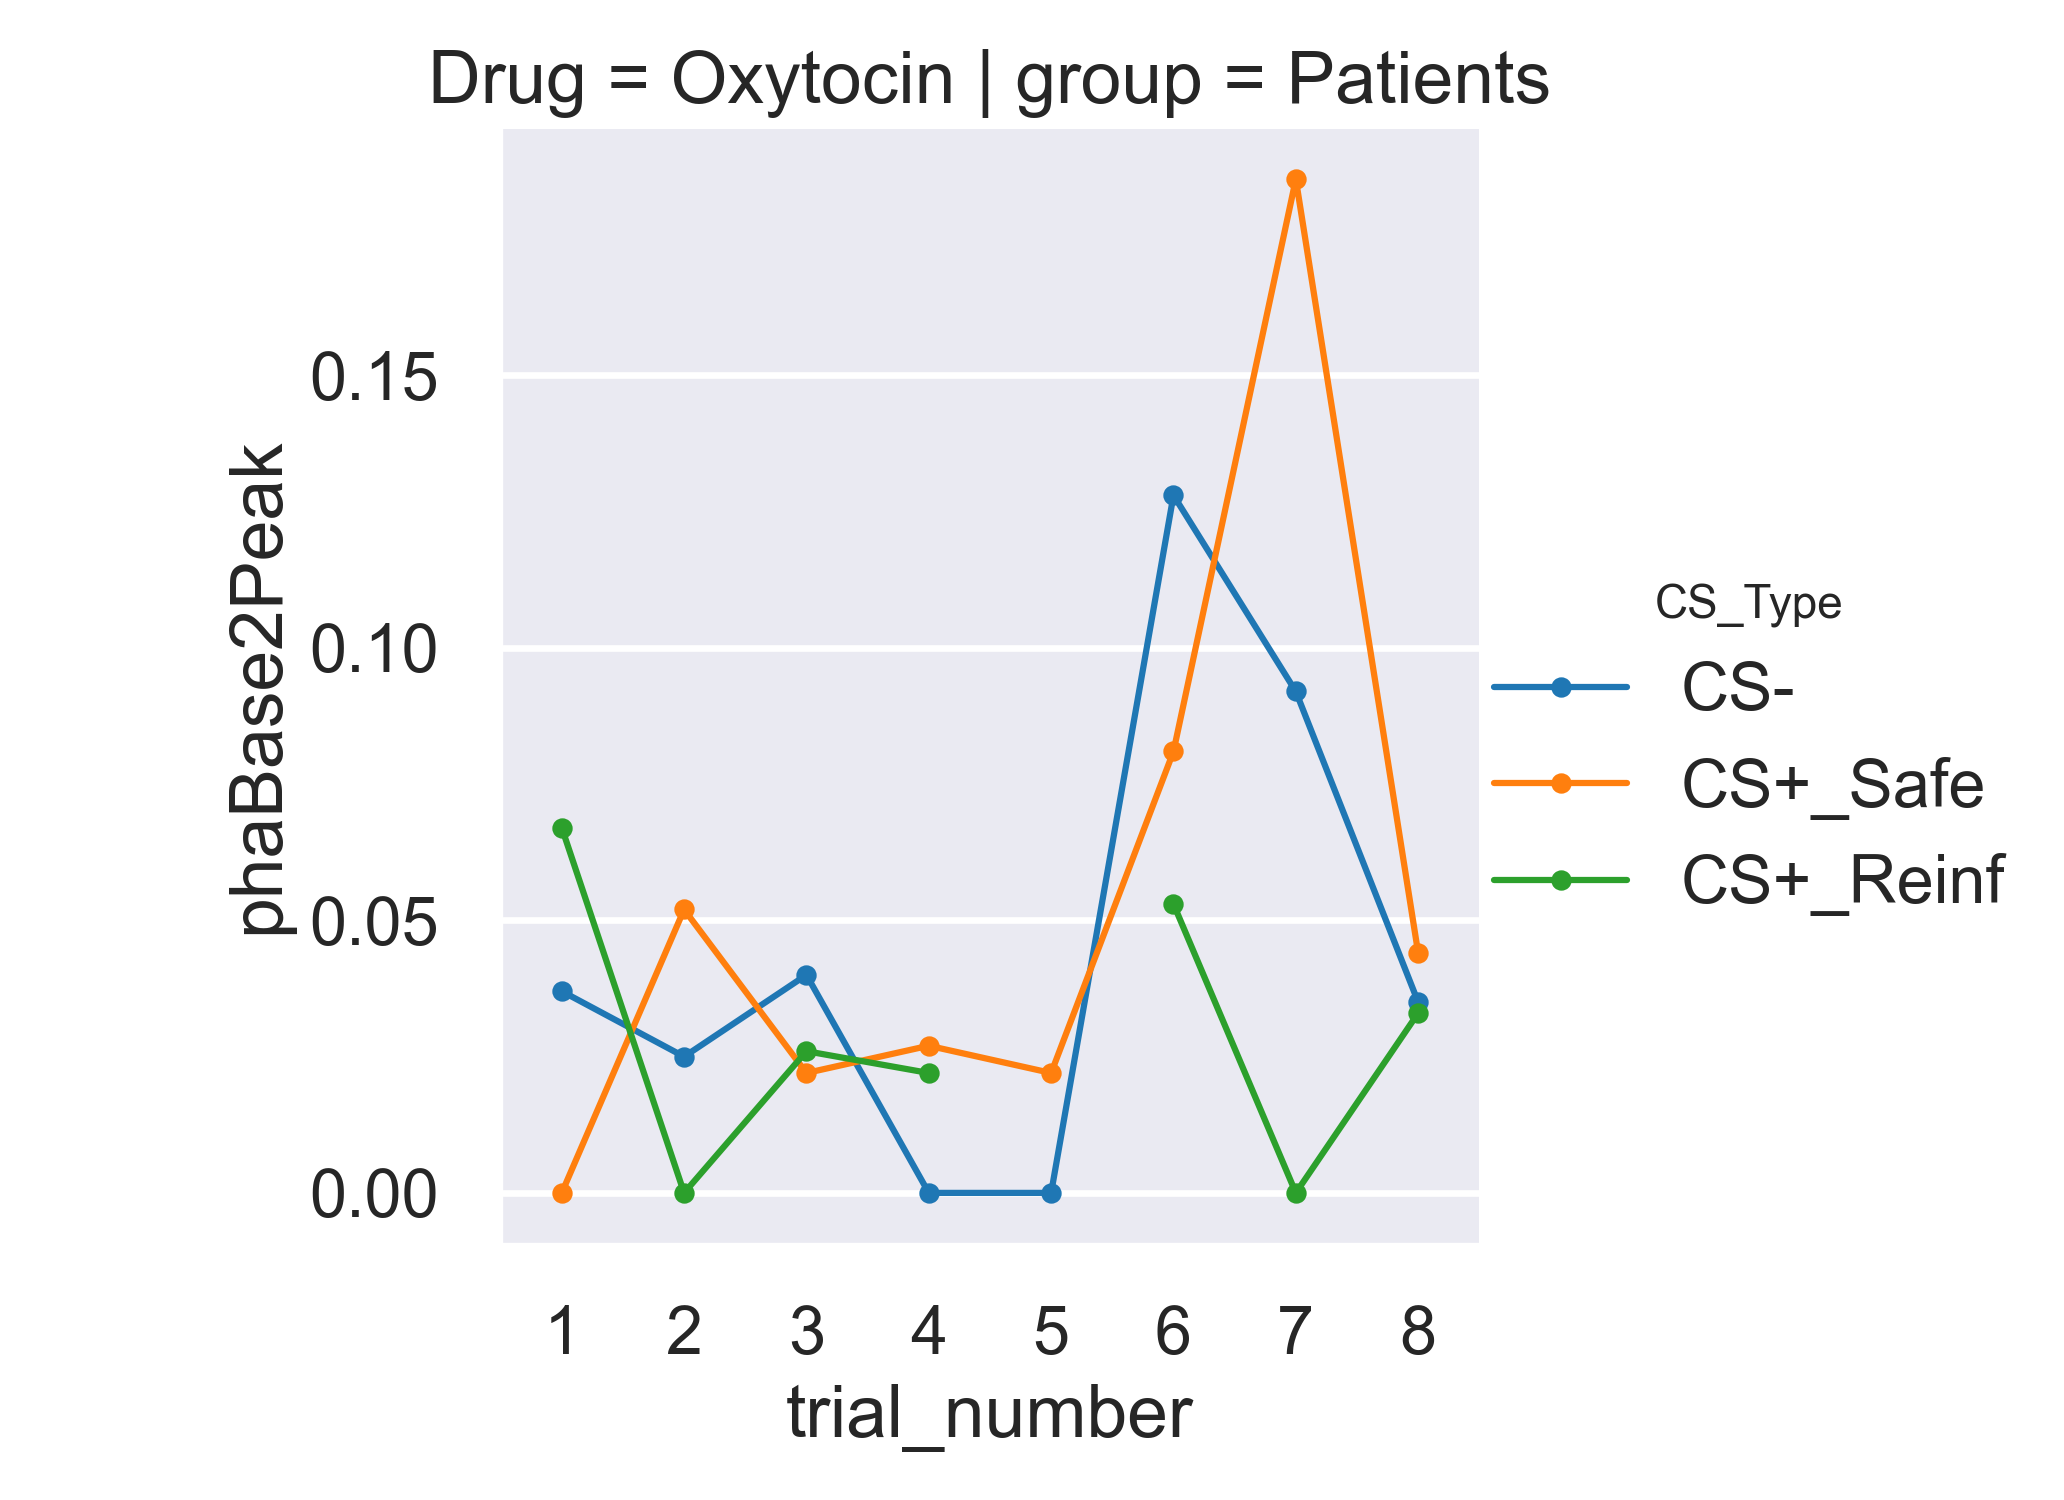 Drug = Oxytocin | group = Patients
phaBase2Peak
0.15
0.10
0.05
0.00
1 2 3 4 5 6 7 8
trial_number
CS_Type
CS-
CS+_Safe
CS+_Reinf